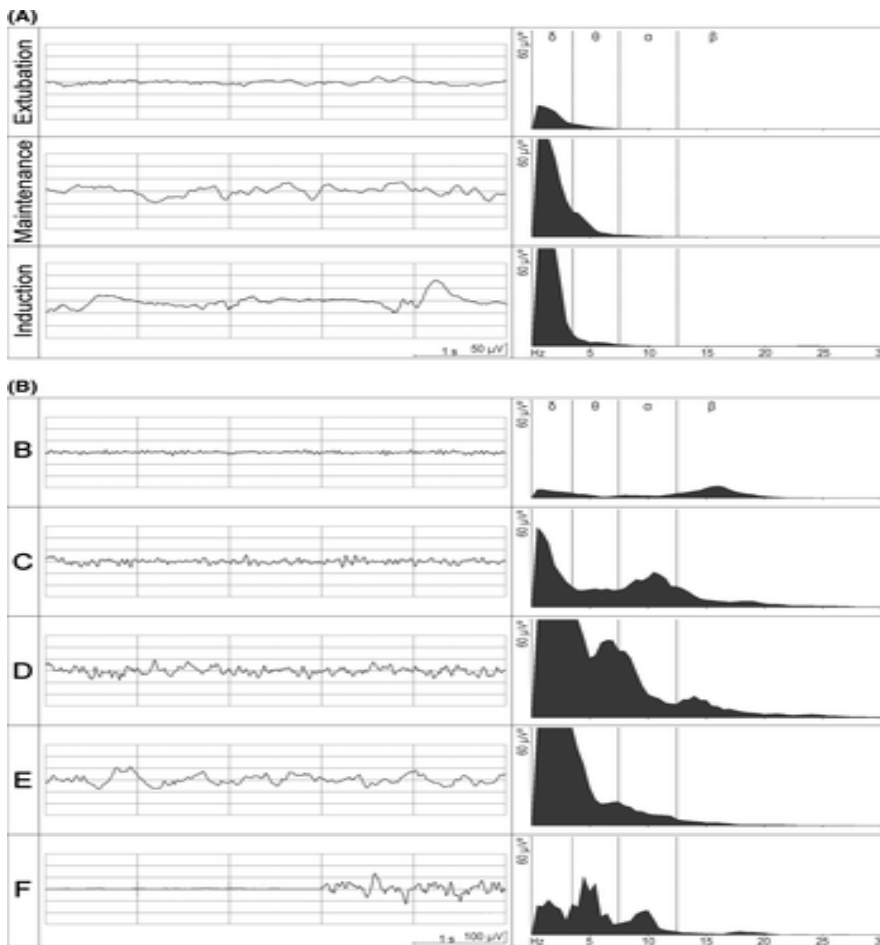 (A)
Extubation
60 µV²
δ θ α β
Maintenance
60 µV²
Induction
60 µV²
1 s 50 µV
Hz 5 10 15 20 25 30
(B)
B
60 µV²
δ θ α β
C
60 µV²
D
60 µV²
E
60 µV²
F
60 µV²
1 s 100 µV
Hz 5 10 15 20 25